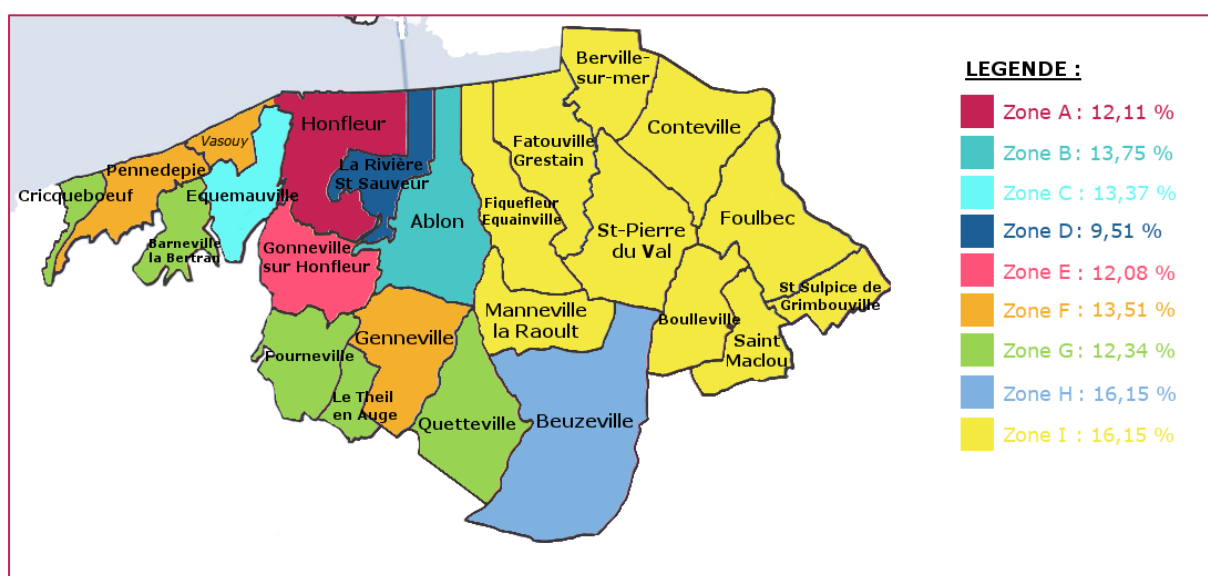 Berville-
sur-mer
LEGENDE :
Zone A : 12,11 %
Honfleur
Conteville
Vasouy
Fatouville
Grestain
Zone B : 13,75 %
Pennedepie
La Rivière
St Sauveur
Cricqueboeuf
Equemauville
Zone C : 13,37 %
Fiquefleur
Equainville
Ablon
Foulbec
St-Pierre
du Val
Zone D : 9,51 %
Barneville
la Bertran
Gonneville
sur Honfleur
Zone E : 12,08 %
St Sulpice de
Grimbouville
Manneville
la Raoult
Zone F : 13,51 %
Boulleville
Genneville
Saint
Maclou
Fourneville
Zone G : 12,34 %
Le Theil
en Auge
Quetteville
Beuzeville
Zone H : 16,15 %
Zone I : 16,15 %